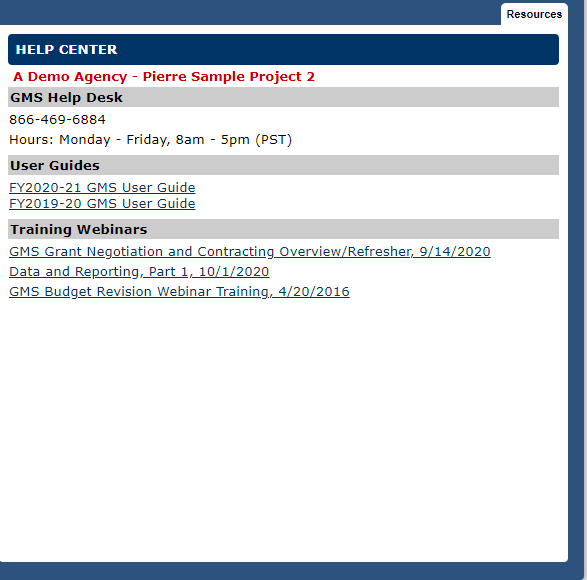 Resources
HELP CENTER
A Demo Agency - Pierre Sample Project 2
GMS Help Desk
866-469-6884
Hours: Monday - Friday, 8am - 5pm (PST)
User Guides
FY2020-21 GMS User Guide
FY2019-20 GMS User Guide
Training Webinars
GMS Grant Negotiation and Contracting Overview/Refresher, 9/14/2020
Data and Reporting, Part 1, 10/1/2020
GMS Budget Revision Webinar Training, 4/20/2016